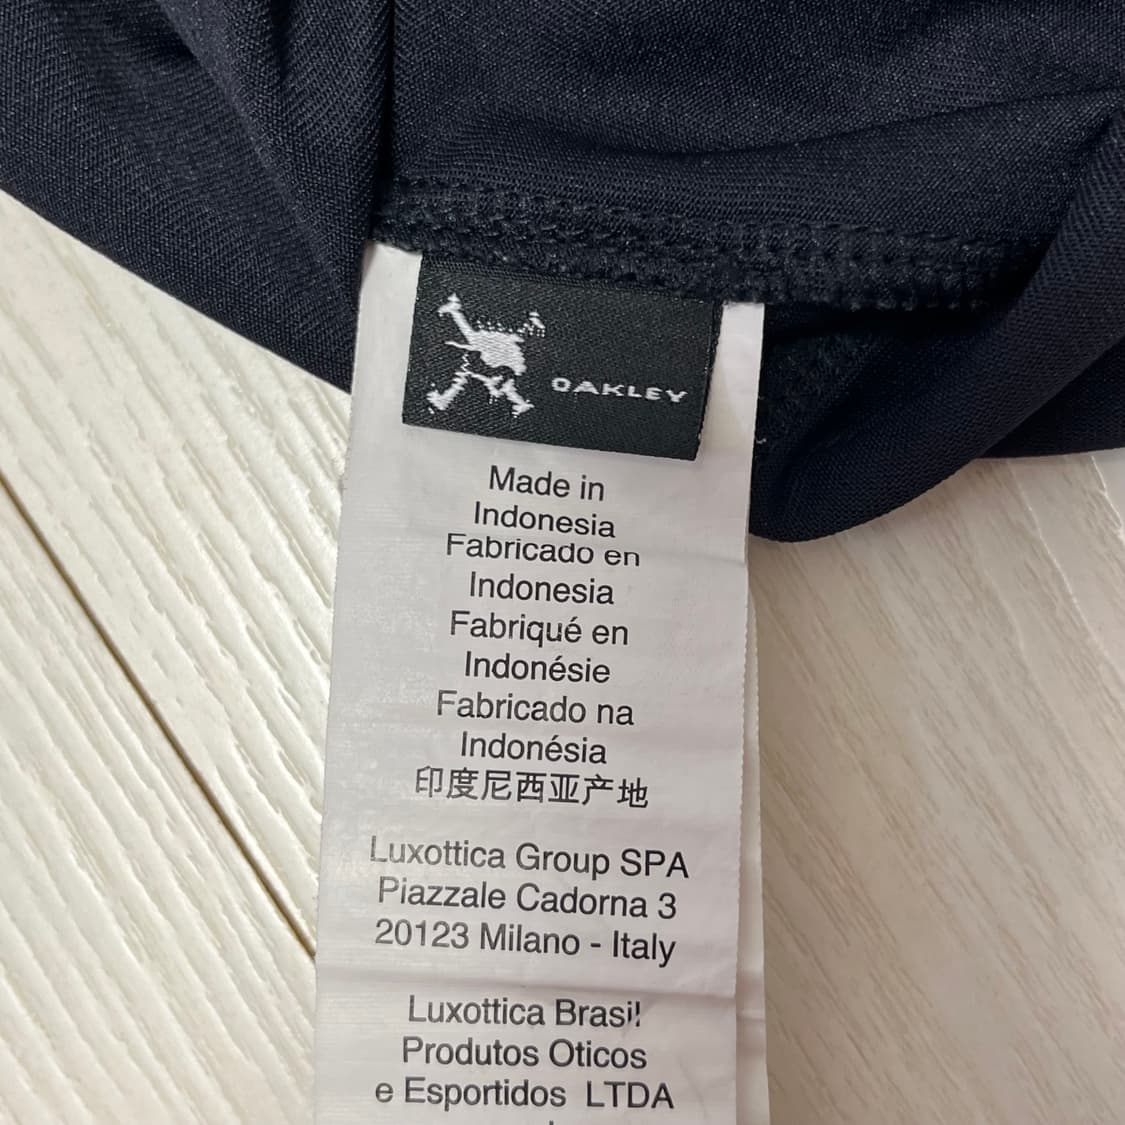 OAKLEY
Made in
Indonesia
Fabricado en
Indonesia
Fabriqué en
Indonésie
Fabricado na
Indonésia
印度尼西亚产地
Luxottica Group SPA
Piazzale Cadorna 3
20123 Milano - Italy
Luxottica Brasil
Produtos Oticos
e Esportidos LTDA